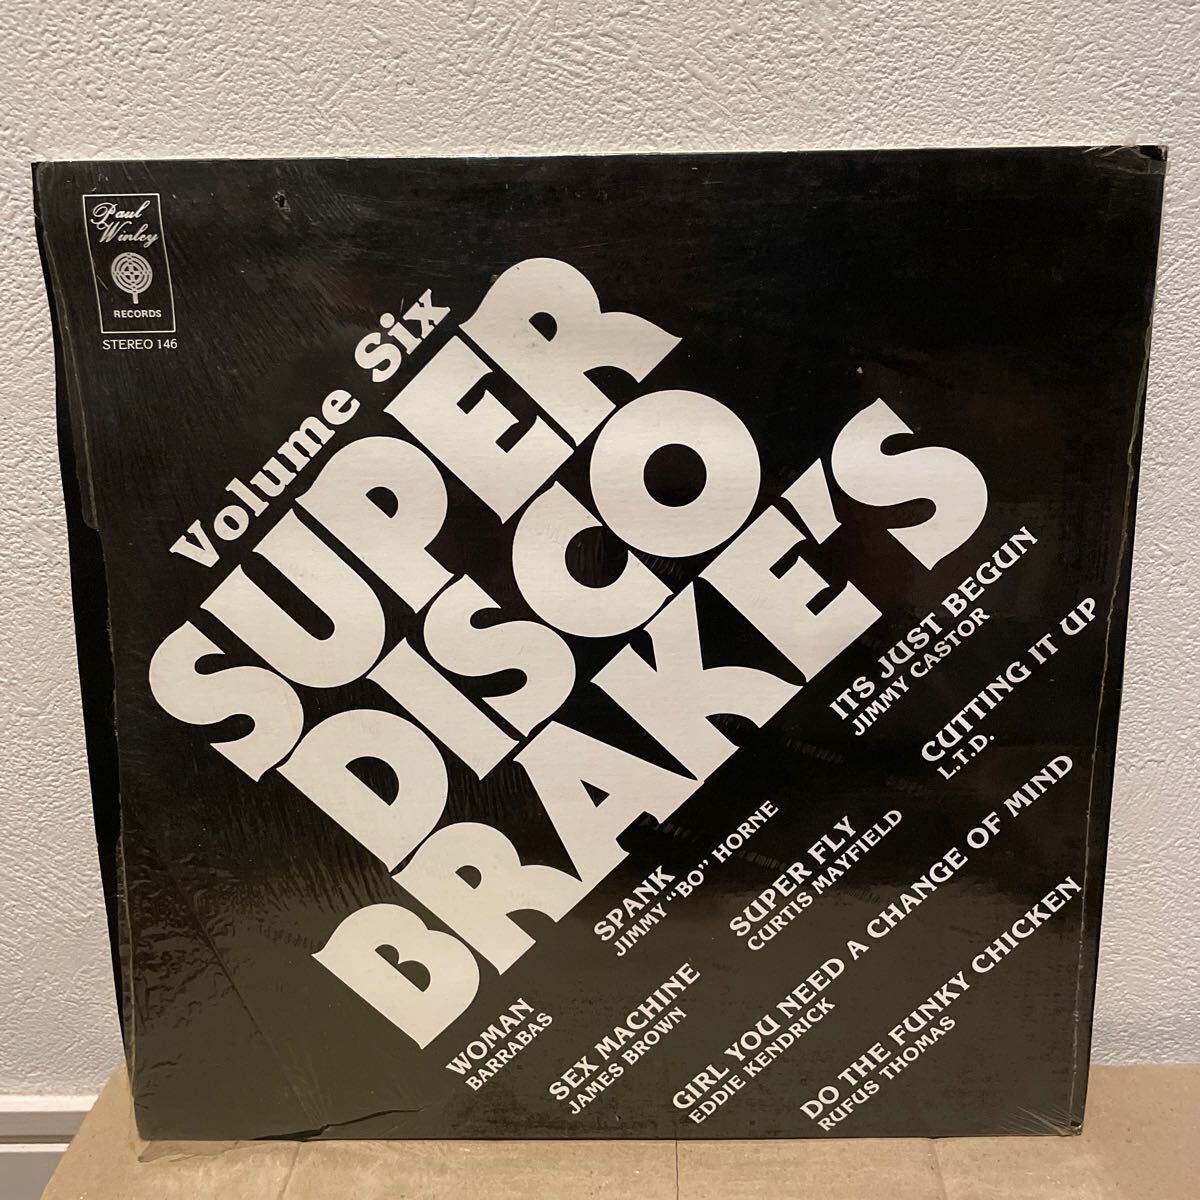 Paul
Winley
RECORDS
STEREO 146
Volume Six
SUPER
DISCO
BRAKE'S
ITS JUST BEGUN
JIMMY CASTOR
CUTTING IT UP
L.T.D.
SPANK
JIMMY "BO" HORNE
SUPER FLY
CURTIS MAYFIELD
GIRL YOU NEED A CHANGE OF MIND
EDDIE KENDRICK
WOMAN
BARRABAS
SEX MACHINE
JAMES BROWN
DO THE FUNKY CHICKEN
RUFUS THOMAS